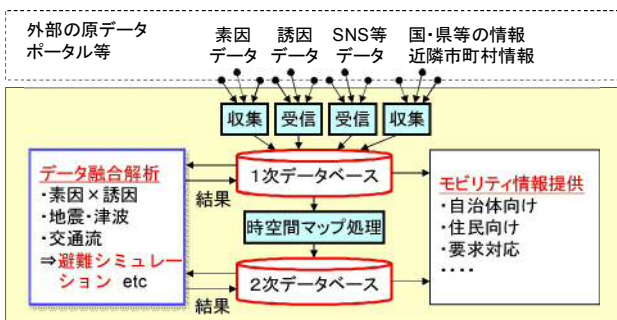 外部の原データ
ポータル等
素因
データ
誘因
データ
SNS等
データ
国・県等の情報
近隣市町村情報
収集
受信
受信
収集
データ融合解析
・素因×誘因
・地震・津波
・交通流
⇒避難シミュレー
ション etc
結果
1次データベース
時空間マップ処理
2次データベース
結果
モビリティ情報提供
・自治体向け
・住民向け
・要求対応
・・・・